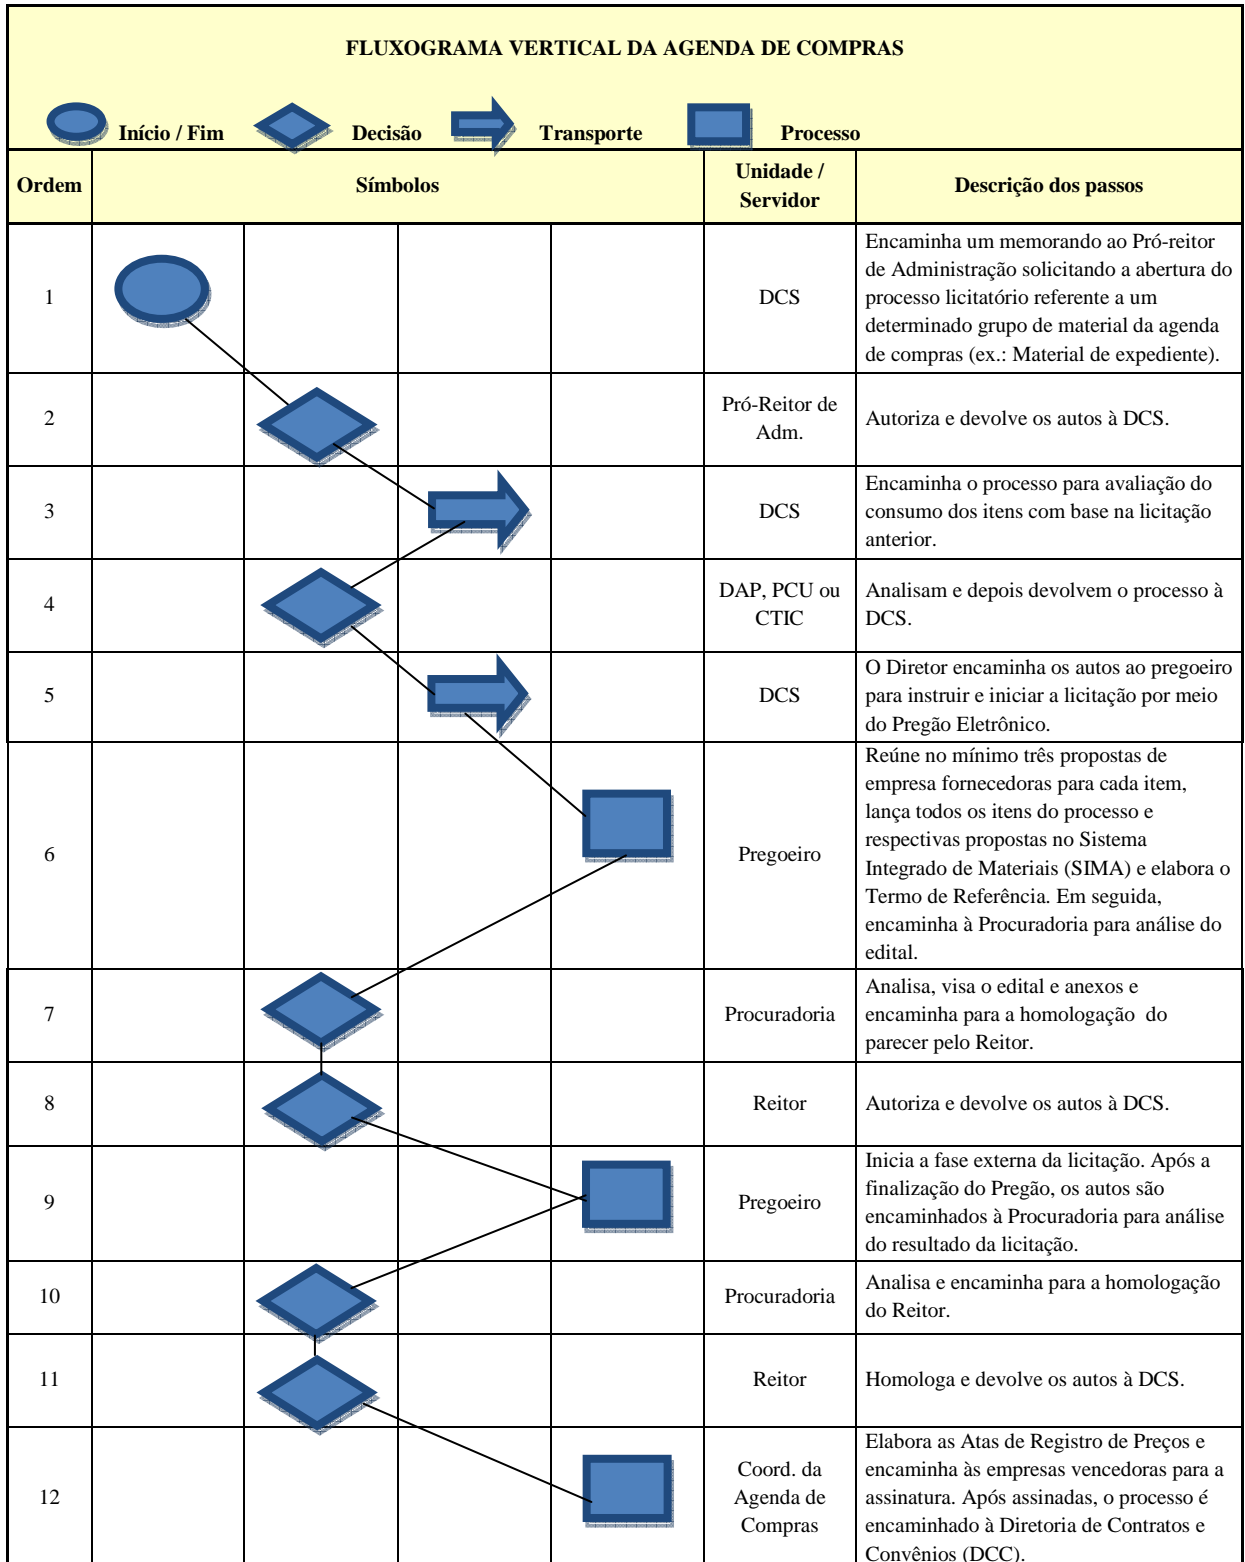 FLUXOGRAMA VERTICAL DA AGENDA DE COMPRAS
Início / Fim Decisão Transporte Processo
Ordem Símbolos Unidade / Servidor Descrição dos passos
1
DCS
Encaminha um memorando ao Pró-reitor
de Administração solicitando a abertura do
processo licitatório referente a um
determinado grupo de material da agenda
de compras (ex.: Material de expediente).
2
Pró-Reitor de
Adm.
Autoriza e devolve os autos à DCS.
3
DCS
Encaminha o processo para avaliação do
consumo dos itens com base na licitação
anterior.
4
DAP, PCU ou
CTIC
Analisam e depois devolvem o processo à
DCS.
5
DCS
O Diretor encaminha os autos ao pregoeiro
para instruir e iniciar a licitação por meio
do Pregão Eletrônico.
6
Pregoeiro
Reúne no mínimo três propostas de
empresa fornecedoras para cada item,
lança todos os itens do processo e
respectivas propostas no Sistema
Integrado de Materiais (SIMA) e elabora o
Termo de Referência. Em seguida,
encaminha à Procuradoria para análise do
edital.
7
Procuradoria
Analisa, visa o edital e anexos e
encaminha para a homologação do
parecer pelo Reitor.
8
Reitor
Autoriza e devolve os autos à DCS.
9
Pregoeiro
Inicia a fase externa da licitação. Após a
finalização do Pregão, os autos são
encaminhados à Procuradoria para análise
do resultado da licitação.
10
Procuradoria
Analisa e encaminha para a homologação
do Reitor.
11
Reitor
Homologa e devolve os autos à DCS.
12
Coord. da
Agenda de
Compras
Elabora as Atas de Registro de Preços e
encaminha às empresas vencedoras para a
assinatura. Após assinadas, o processo é
encaminhado à Diretoria de Contratos e
Convênios (DCC).